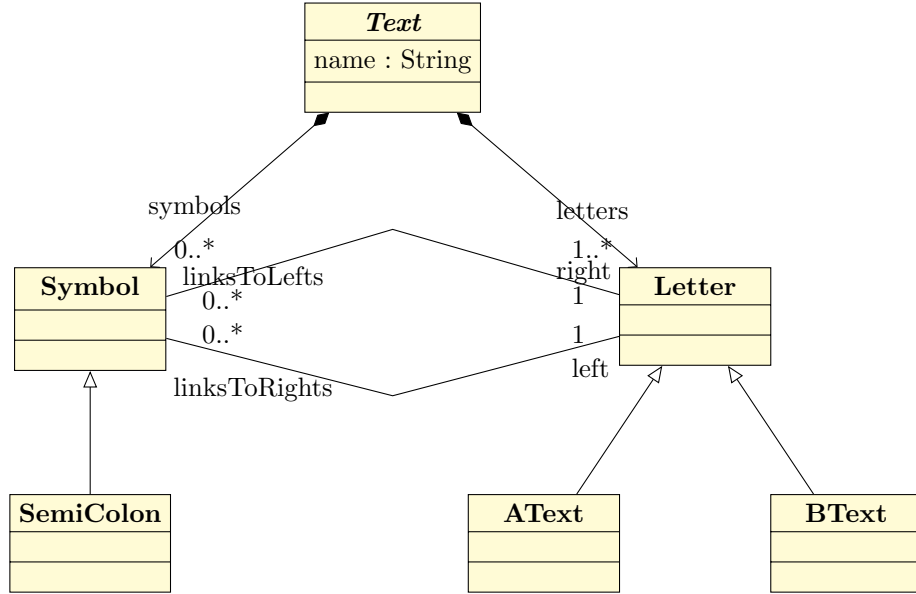 Text
name : String
symbols
letters
0..*
1..*
linksToLefts
right
Symbol
Letter
0..*
1
0..*
1
linksToRights
left
SemiColon
AText
BText